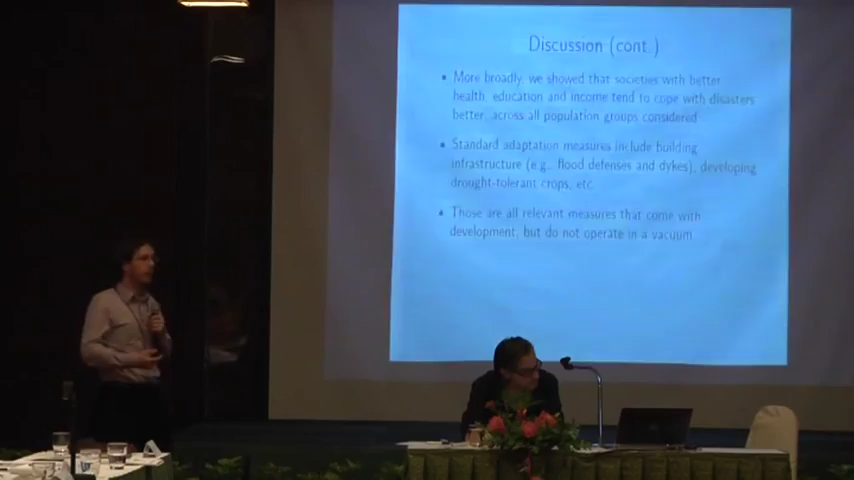 Discussion (cont.)
• More broadly, we showed that societies with better
health, education and income tend to cope with disasters
better, across all population groups considered
• Standard adaptation measures include building
infrastructure (e.g., flood defenses and dykes), developing
drought-tolerant crops, etc.
• Those are all relevant measures that come with
development, but do not operate in a vacuum